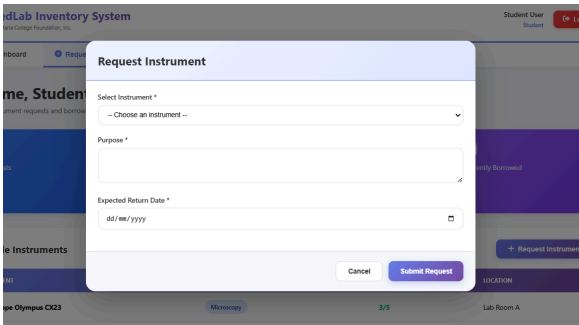 edLab Inventory System
Maria College Foundation, Inc.
Student User
Student
hboard
Reque
me, Student
ument requests and borrow
Request Instrument
Select Instrument *
-- Choose an instrument --
Purpose *
Expected Return Date *
dd/mm/yyyy
Cancel
Submit Request
sts
ently Borrowed
le Instruments
+ Request Instrumen
ENT
LOCATION
ope Olympus CX23
Microscopy
3/5
Lab Room A